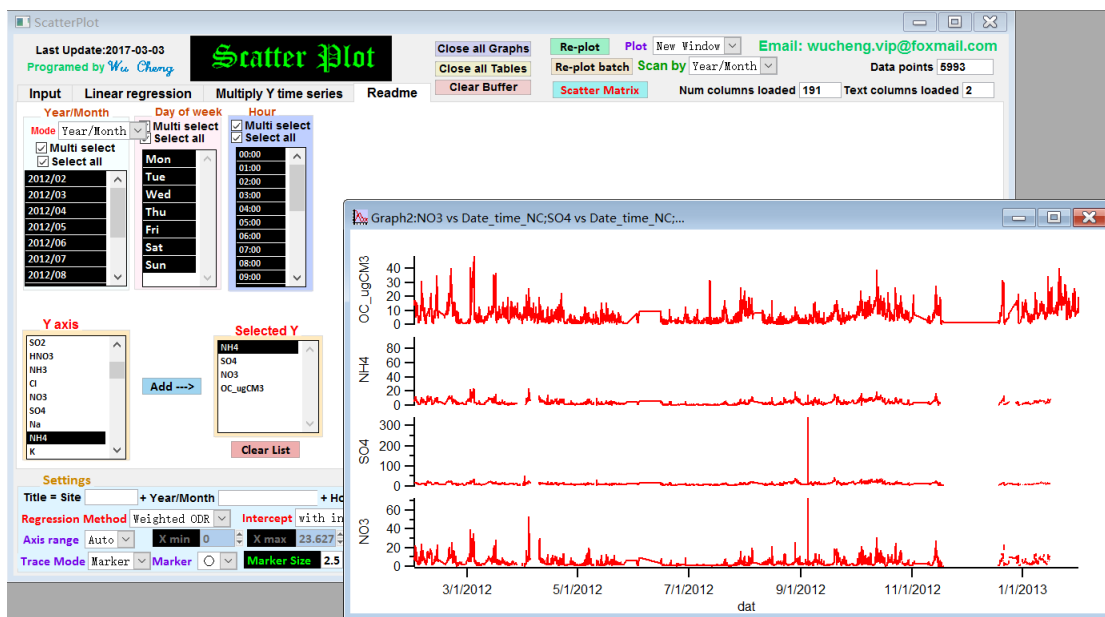 ScatterPlot
Last Update:2017-03-03
Programed by Wu Cheng
Scatter Plot
Close all Graphs
Close all Tables
Clear Buffer
Re-plot
Plot New Window
Email: wucheng.vip@foxmail.com
Re-plot batch
Scan by Year/Month
Data points 5993
Scatter Matrix
Num columns loaded 191
Text columns loaded 2
Input
Linear regression
Multiply Y time series
Readme
Year/Month
Mode Year/Month
Multi select
Select all
2012/02
2012/03
2012/04
2012/05
2012/06
2012/07
2012/08
Day of week
Multi select
Select all
Mon
Tue
Wed
Thu
Fri
Sat
Sun
Hour
Multi select
Select all
00:00
01:00
02:00
03:00
04:00
05:00
06:00
07:00
08:00
09:00
Y axis
SO2
HNO3
NH3
Cl
NO3
SO4
Na
NH4
K
Add --->
Selected Y
NH4
SO4
NO3
OC_ugCM3
Clear List
Settings
Title = Site + Year/Month + Ho
Regression Method Weighted ODR Intercept with in
Axis range Auto X min 0 X max 23.627
Trace Mode Marker Marker Marker Size 2.5
Graph2:NO3 vs Date_time_NC;SO4 vs Date_time_NC;...
OC_ugCM3
40
30
20
10
0
NH4
80
60
40
20
0
SO4
300
200
100
0
NO3
60
40
20
0
3/1/2012
5/1/2012
7/1/2012
9/1/2012
11/1/2012
1/1/2013
dat